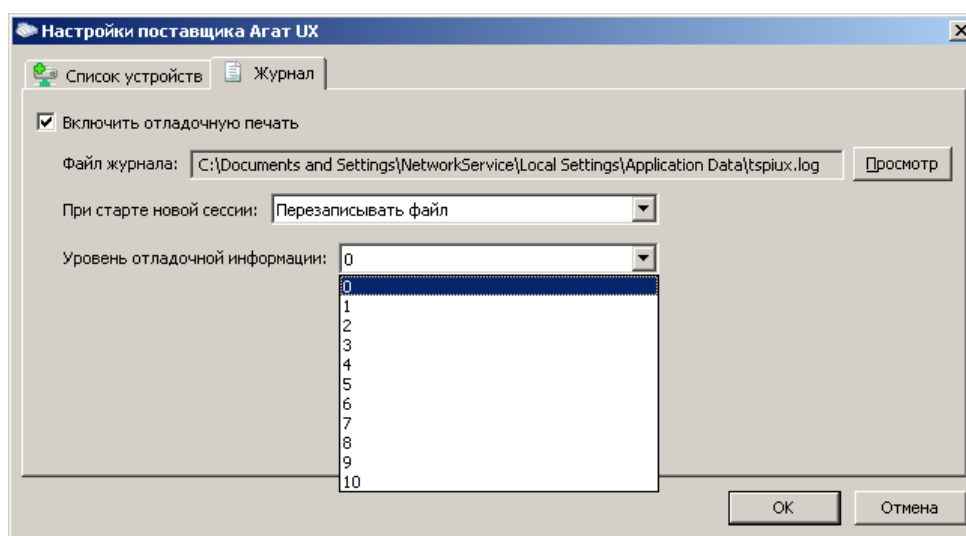 Настройки поставщика Агат UX
Список устройств
Журнал
Включить отладочную печать
Файл журнала: C:\Documents and Settings\NetworkService\Local Settings\Application Data\tspiux.log Просмотр
При старте новой сессии: Перезаписывать файл
Уровень отладочной информации: 0
0
1
2
3
4
5
6
7
8
9
10
OK Отмена